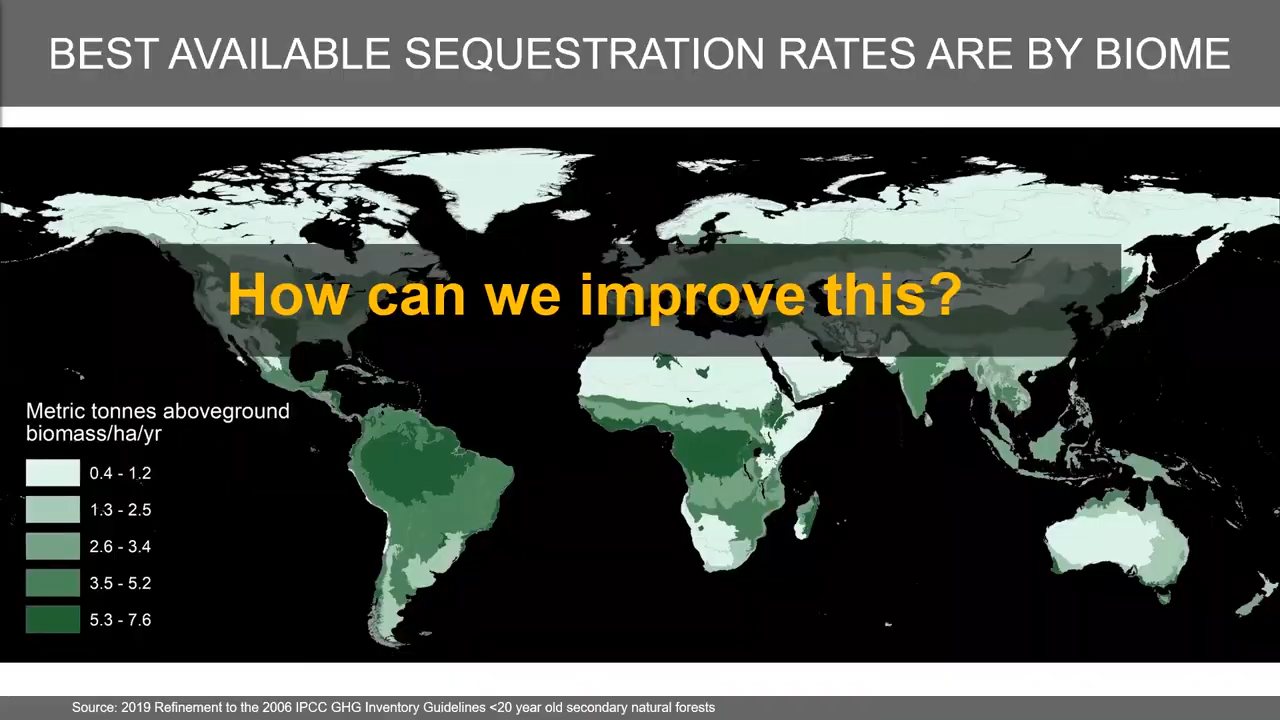 BEST AVAILABLE SEQUESTRATION RATES ARE BY BIOME
How can we improve this?
Metric tonnes aboveground
biomass/ha/yr
0.4 - 1.2
1.3 - 2.5
2.6 - 3.4
3.5 - 5.2
5.3 - 7.6
Source: 2019 Refinement to the 2006 IPCC GHG Inventory Guidelines <20 year old secondary natural forests